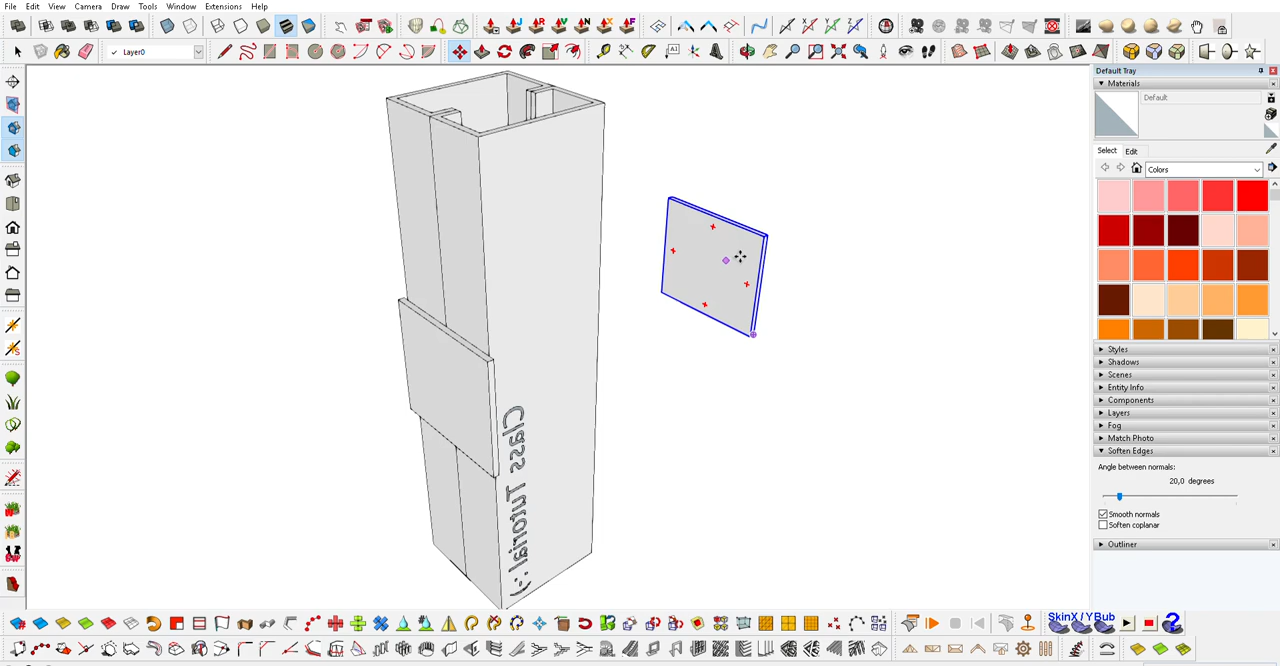 File Edit View Camera Draw Tools Window Extensions Help
Default Tray
Materials
Default
✓ Layer0
Select Edit
Colors
Styles
Shadows
Scenes
Entity Info
Components
Layers
Fog
Match Photo
Soften Edges
Angle between normals:
20,0 degrees
Smooth normals
Soften coplanar
Outliner
Class Tutorial :-)
SkinX / YBub